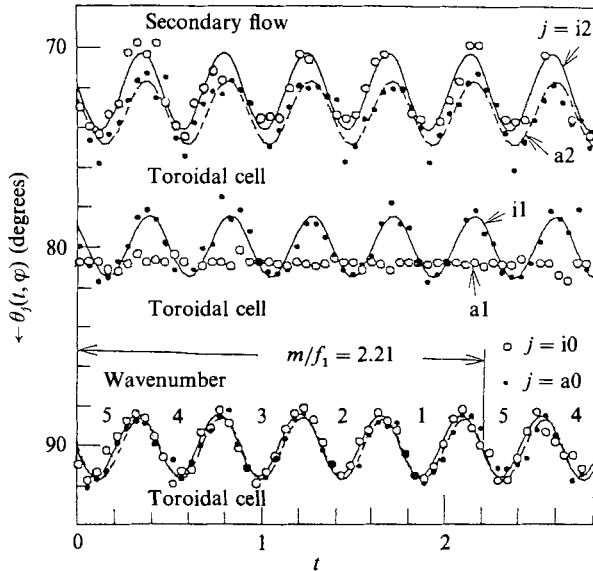 Secondary flow
j = i2
70
a2
Toroidal cell
i1
80
a1
Toroidal cell
← θj(t, φ) (degrees)
m/f1 = 2.21
j = i0
j = a0
Wavenumber
5 4 3 2 1 5 4
90
Toroidal cell
0 1 2
t